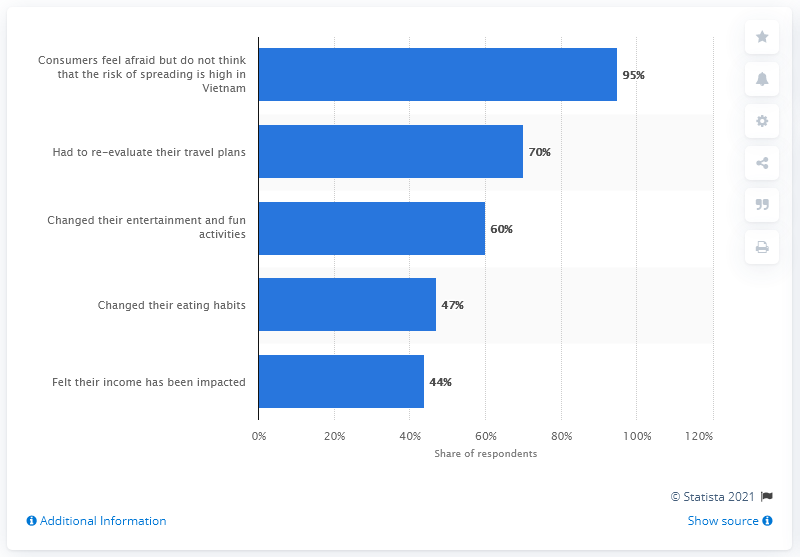 Consumers feel afraid but do not think
that the risk of spreading is high in
Vietnam
95%
Had to re-evaluate their travel plans
70%
Changed their entertainment and fun
activities
60%
Changed their eating habits
47%
Felt their income has been impacted
44%
0% 20% 40% 60% 80% 100% 120%
Share of respondents
© Statista 2021
Additional Information
Show source